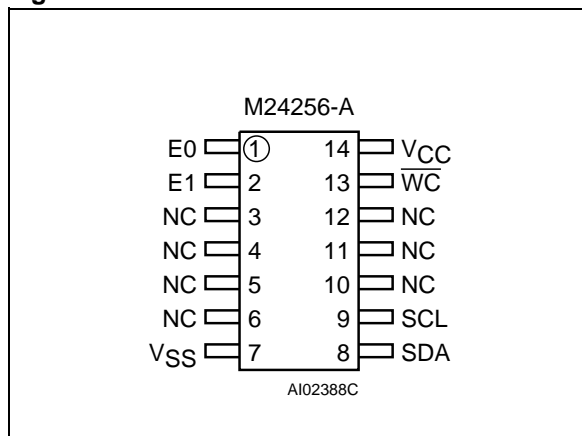 M24256-A
E0 1 14 VCC
E1 2 13 W̅C̅
NC 3 12 NC
NC 4 11 NC
NC 5 10 NC
NC 6 9 SCL
VSS 7 8 SDA
AI02388C